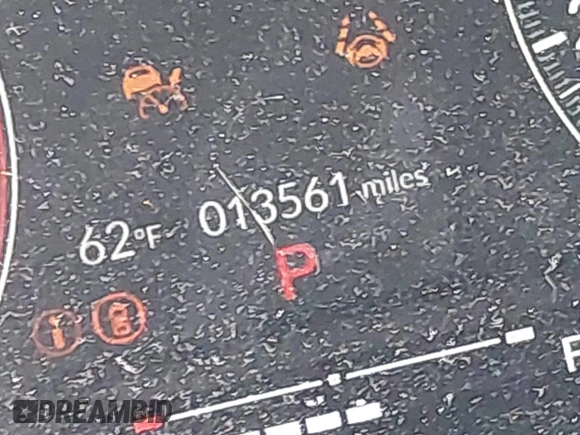 62°F 013561 miles
P
F
DREAMBID